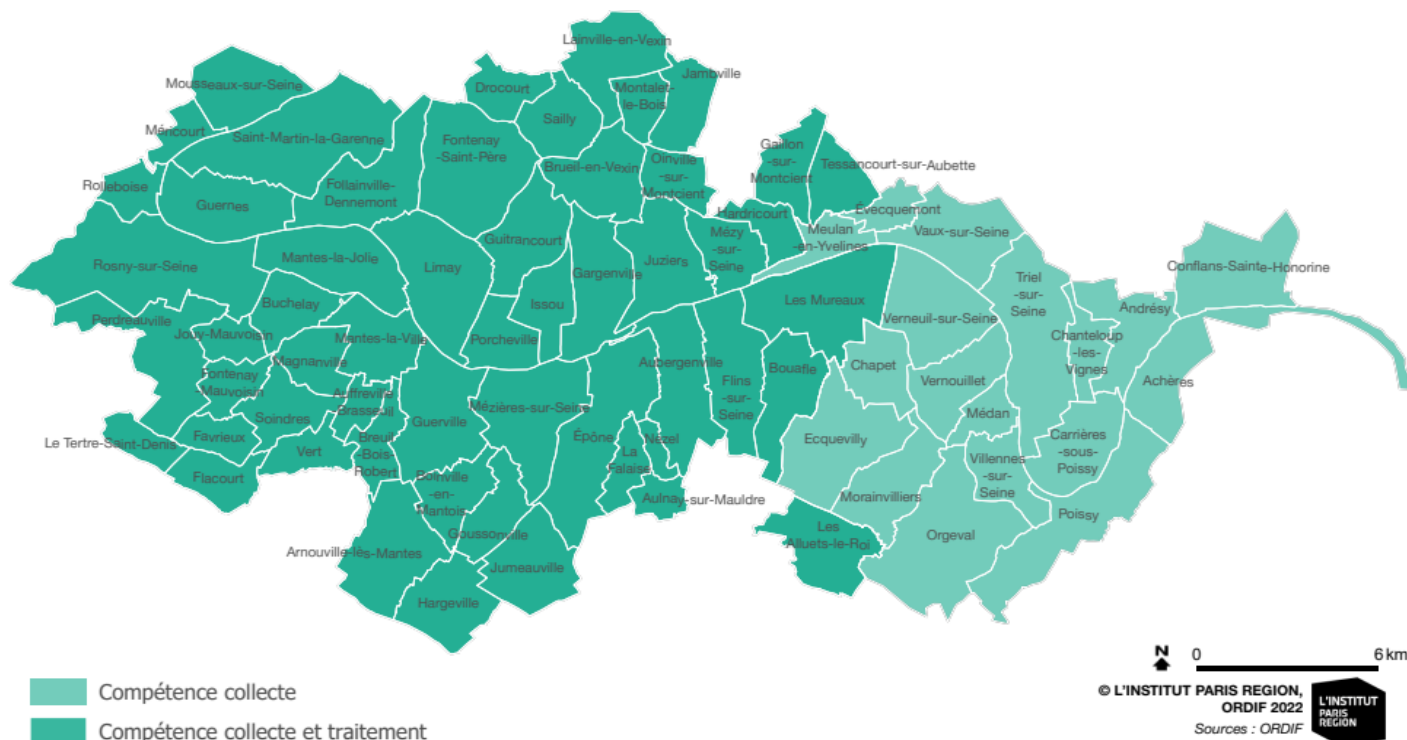 Lainville-en-Vexin
Mousseaux-sur-Seine
Drocourt
Montalet
-le-Bois
Jambville
Sailly
Méricourt
Saint-Martin-la-Garenne
Fontenay
-Saint-Père
Gaillon
-sur-
Montcient
Tessancourt-sur-Aubette
Brueil-en-Vexin
Oinville
-sur-
Montcient
Rolleboise
Follainville-
Dennemont
Guernes
Évecquemont
Hardricourt
Meulan
-en-Yvelines
Vaux-sur-Seine
Guitrancourt
Mézy
-sur-
Seine
Rosny-sur-Seine
Mantes-la-Jolie
Limay
Gargenville
Juziers
Conflans-Sainte-Honorine
Triel
-sur-
Seine
Buchelay
Issou
Les Mureaux
Andrésy
Perdreauville
Verneuil-sur-Seine
Jouy-Mauvoisin
Mantes-la-Ville
Porcheville
Chanteloup
-les-
Vignes
Magnanville
Aubergenville
Bouafle
Chapet
Fontenay
-Mauvoisin
Flins
-sur-
Seine
Vernouillet
Achères
Auffreville
-Brasseuil
Mézières-sur-Seine
Soindres
Guerville
Médan
Le Tertre-Saint-Denis
Favrieux
Vert
Breuil
-Bois-
Robert
Épône
La
Falaise
Nézel
Ecquevilly
Carrières
-sous-
Poissy
Villennes
-sur-
Seine
Flacourt
Boinville
-en-
Mantois
Aulnay-sur-Mauldre
Morainvilliers
Poissy
Goussonville
Les
Alluets-le-Roi
Orgeval
Arnouville-lès-Mantes
Jumeauville
Hargeville
N
0 6 km
Compétence collecte
Compétence collecte et traitement
© L'INSTITUT PARIS REGION,
ORDIF 2022
Sources : ORDIF
L'INSTITUT
PARIS
REGION